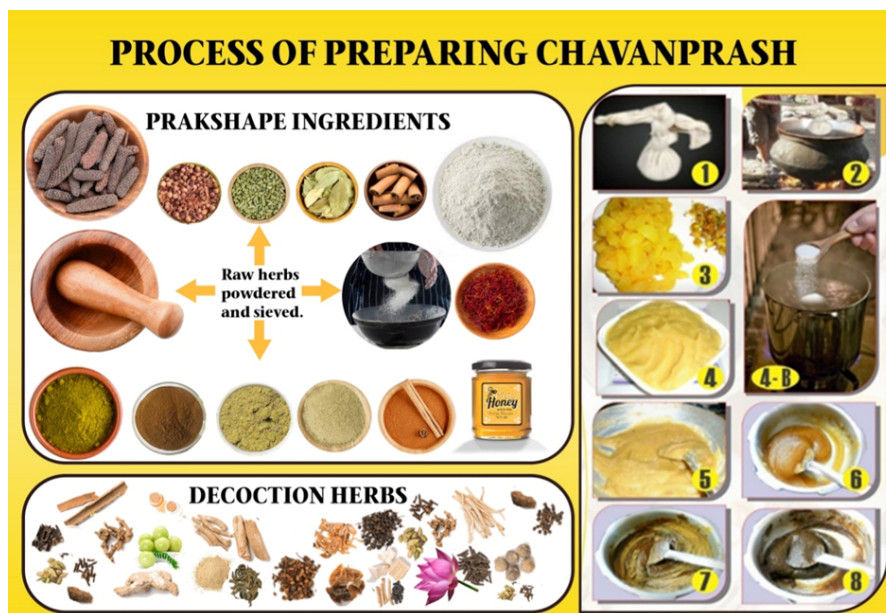 PROCESS OF PREPARING CHAVANPRASH
PRAKSHAPE INGREDIENTS
Raw herbs
powdered
and sieved.
Honey
DECOCTION HERBS
1
2
3
4
4-B
5
6
7
8